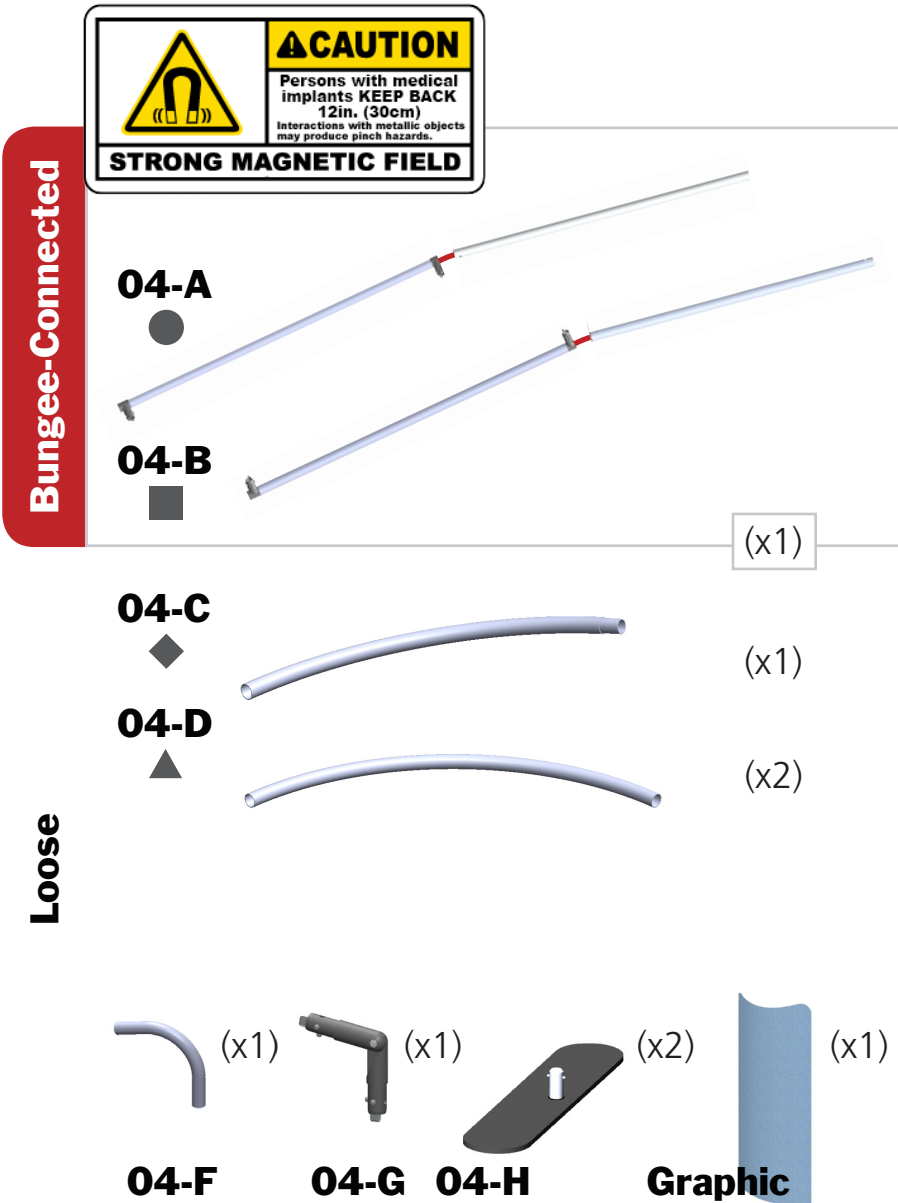 CAUTION
Persons with medical
implants KEEP BACK
12in. (30cm)
Interactions with metallic objects
may produce pinch hazards.
STRONG MAGNETIC FIELD
Bungee-Connected
04-A
04-B
(x1)
04-C
(x1)
04-D
(x2)
Loose
(x1)
(x1)
(x2)
(x1)
04-F
04-G
04-H
Graphic